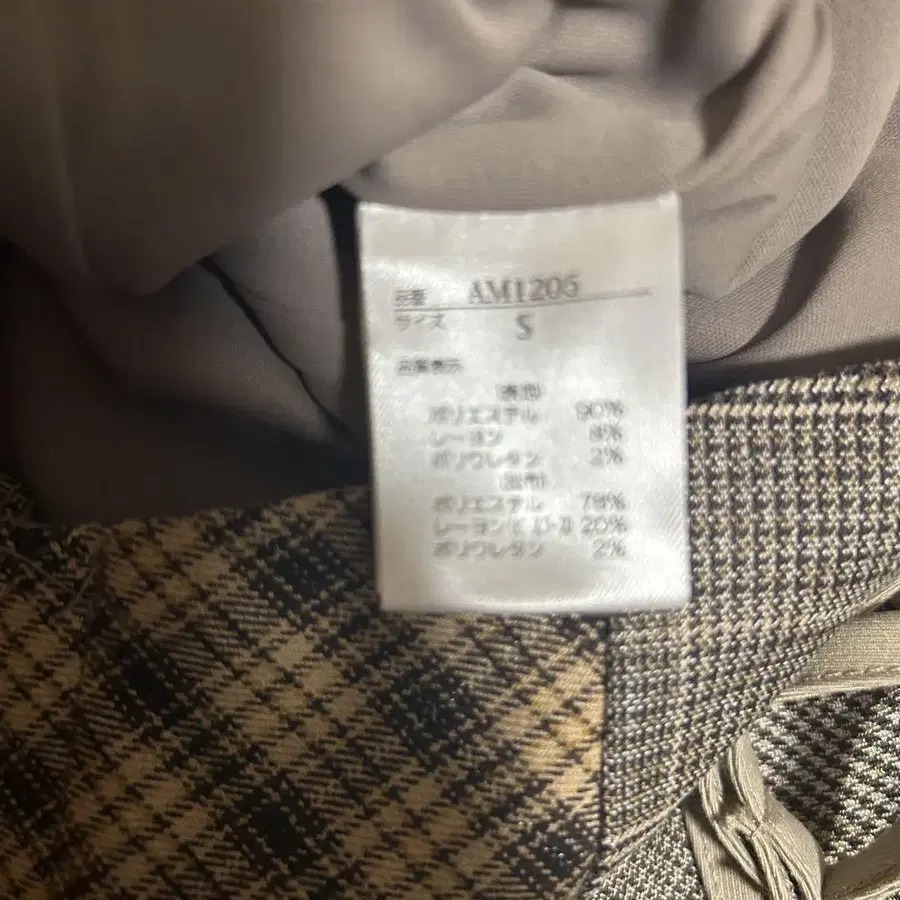 品番 AM1205
サイズ S
品質表示
(表地)
ポリエステル 90%
レーヨン 8%
ポリウレタン 2%
ポリエステル 78%
レーヨン 20%
ポリウレタン 2%